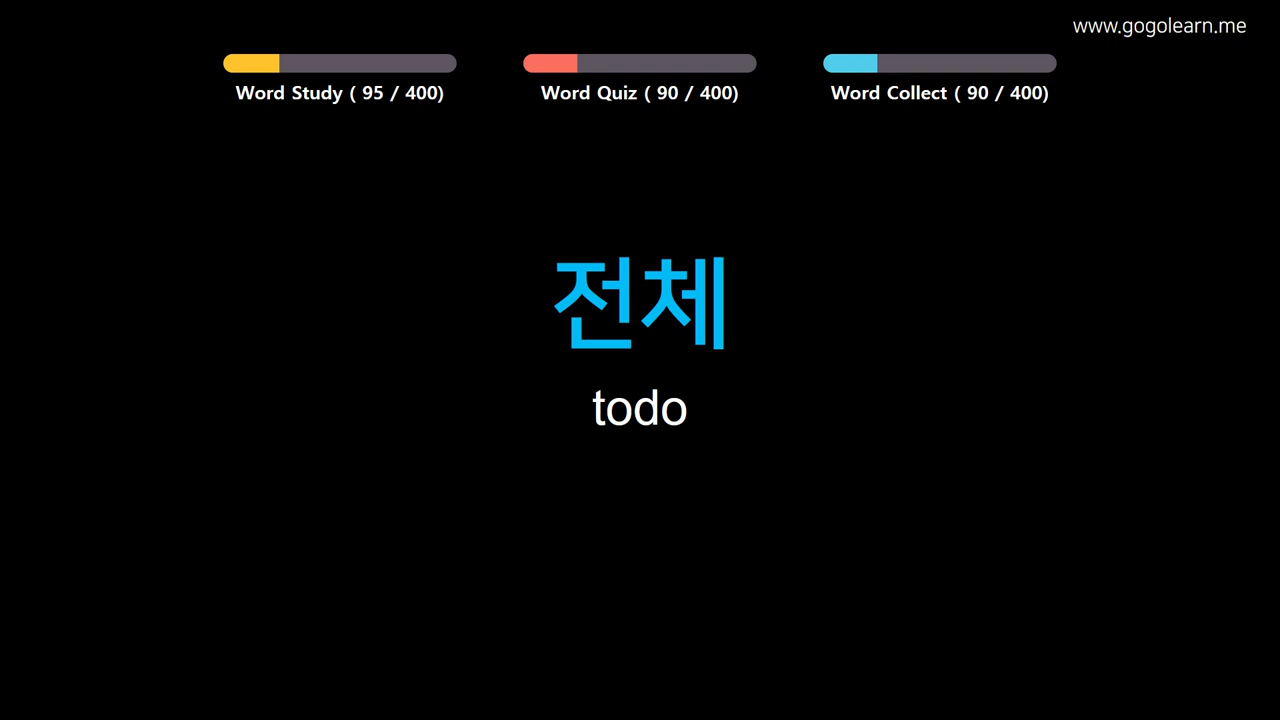 www.gogolearn.me
Word Study ( 95 / 400)
Word Quiz ( 90 / 400)
Word Collect ( 90 / 400)
전체
todo